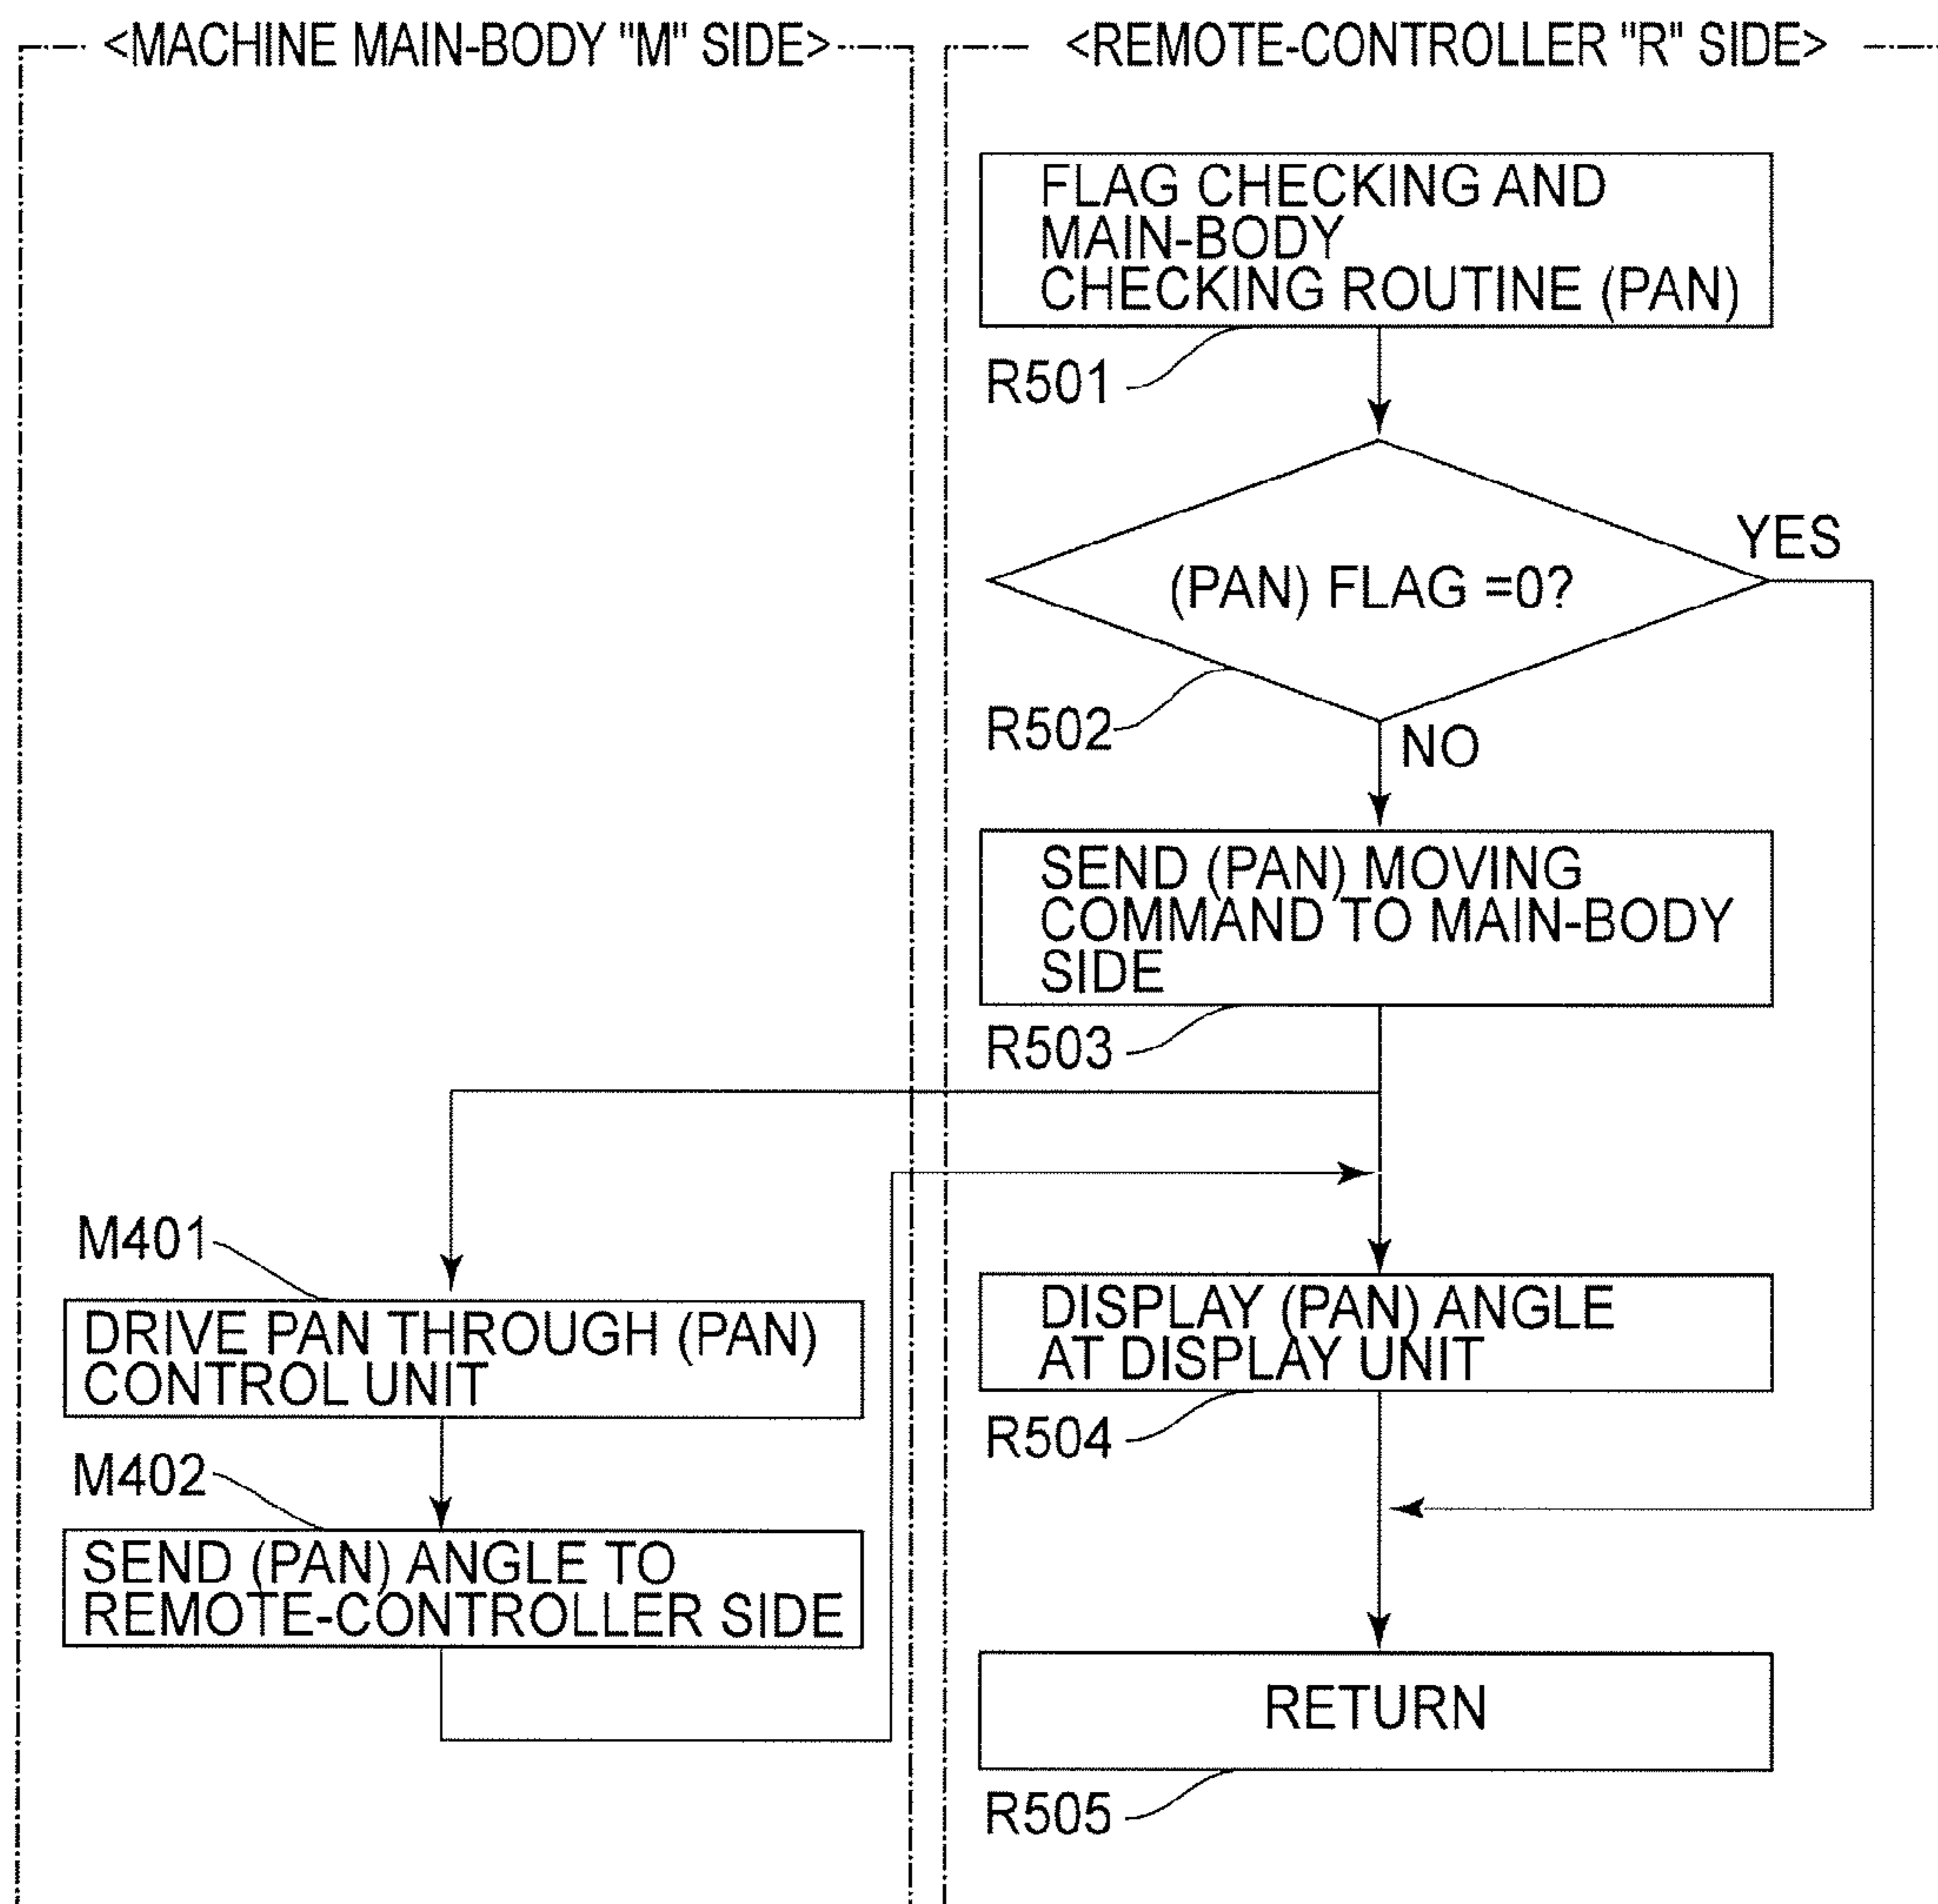 <MACHINE MAIN-BODY "M" SIDE>
<REMOTE-CONTROLLER "R" SIDE>
FLAG CHECKING AND
MAIN-BODY
CHECKING ROUTINE (PAN)
R501
(PAN) FLAG =0?
YES
R502
NO
SEND (PAN) MOVING
COMMAND TO MAIN-BODY
SIDE
R503
M401
DRIVE PAN THROUGH (PAN)
CONTROL UNIT
DISPLAY (PAN) ANGLE
AT DISPLAY UNIT
R504
M402
SEND (PAN) ANGLE TO
REMOTE-CONTROLLER SIDE
RETURN
R505